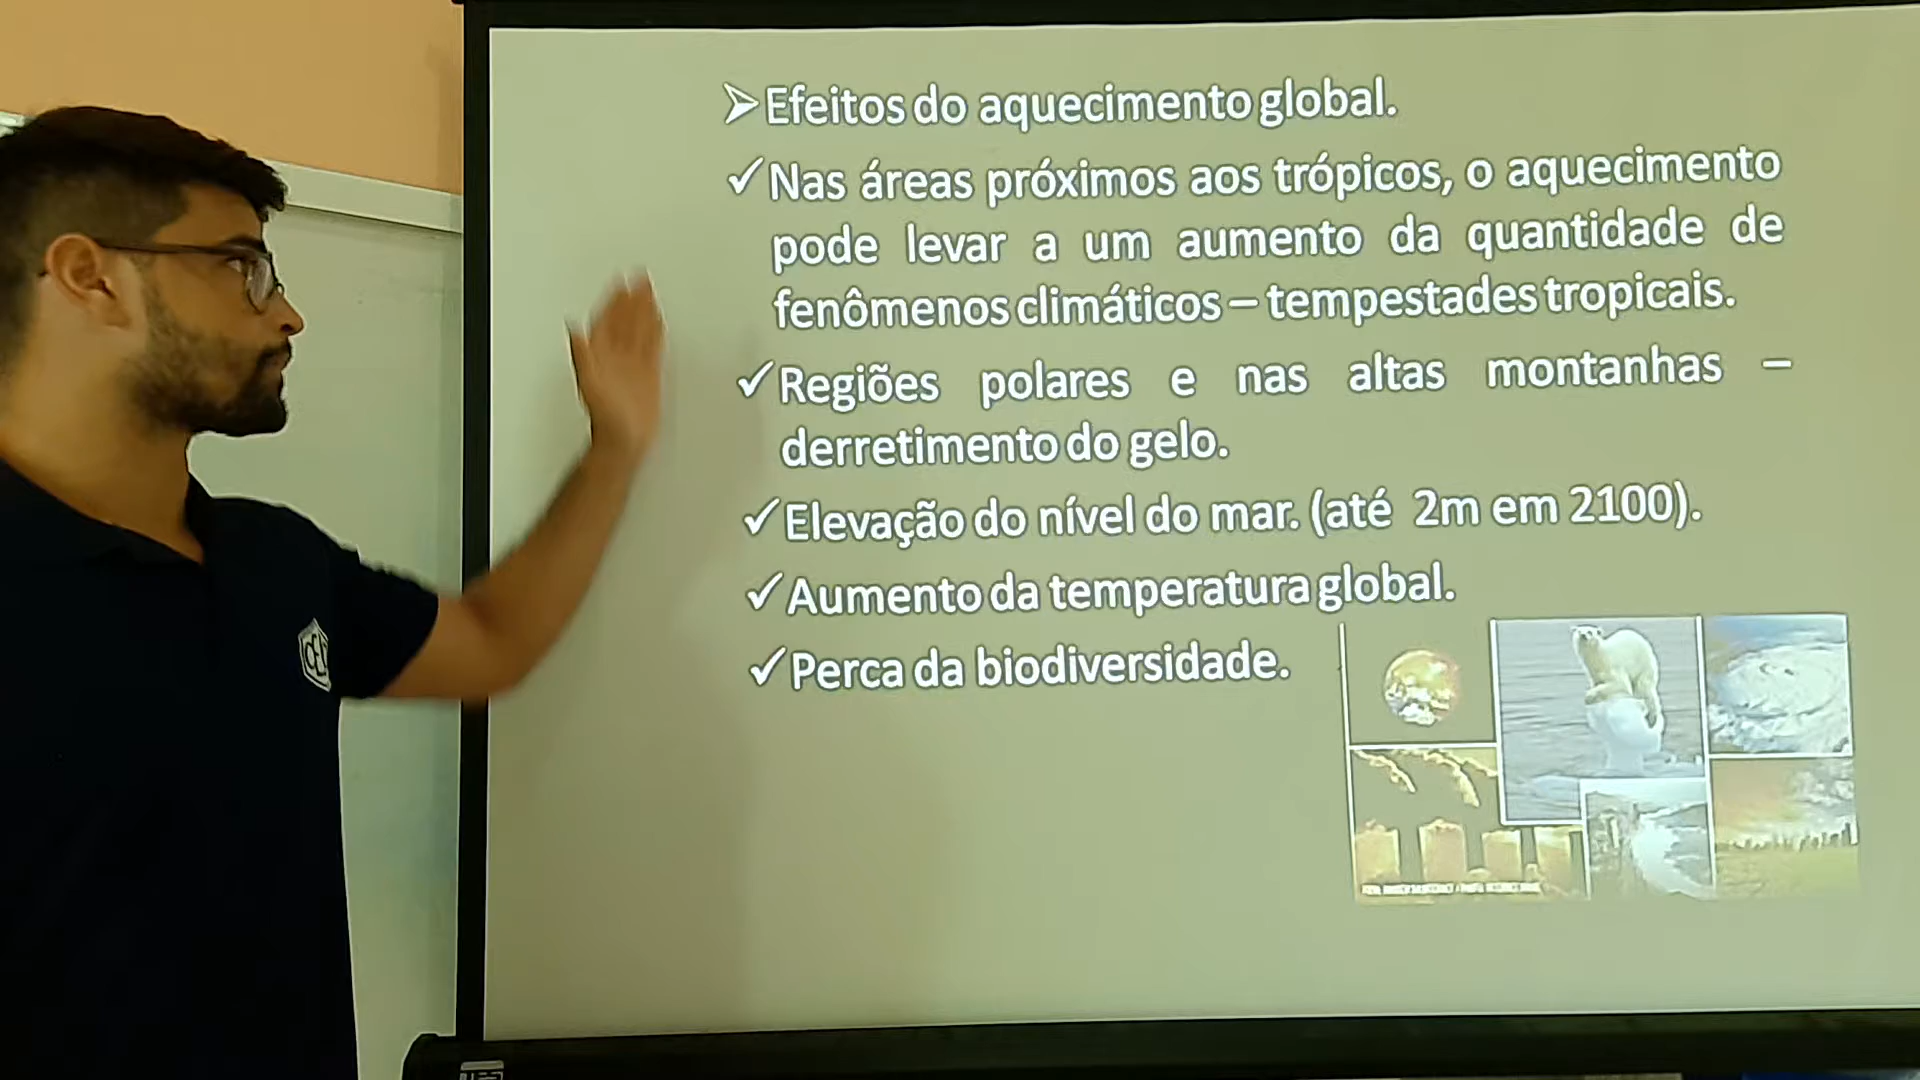 Efeitos do aquecimento global.
Nas áreas próximos aos trópicos, o aquecimento
pode levar a um aumento da quantidade de
fenômenos climáticos – tempestades tropicais.
Regiões polares e nas altas montanhas –
derretimento do gelo.
Elevação do nível do mar. (até 2m em 2100).
Aumento da temperatura global.
Perca da biodiversidade.